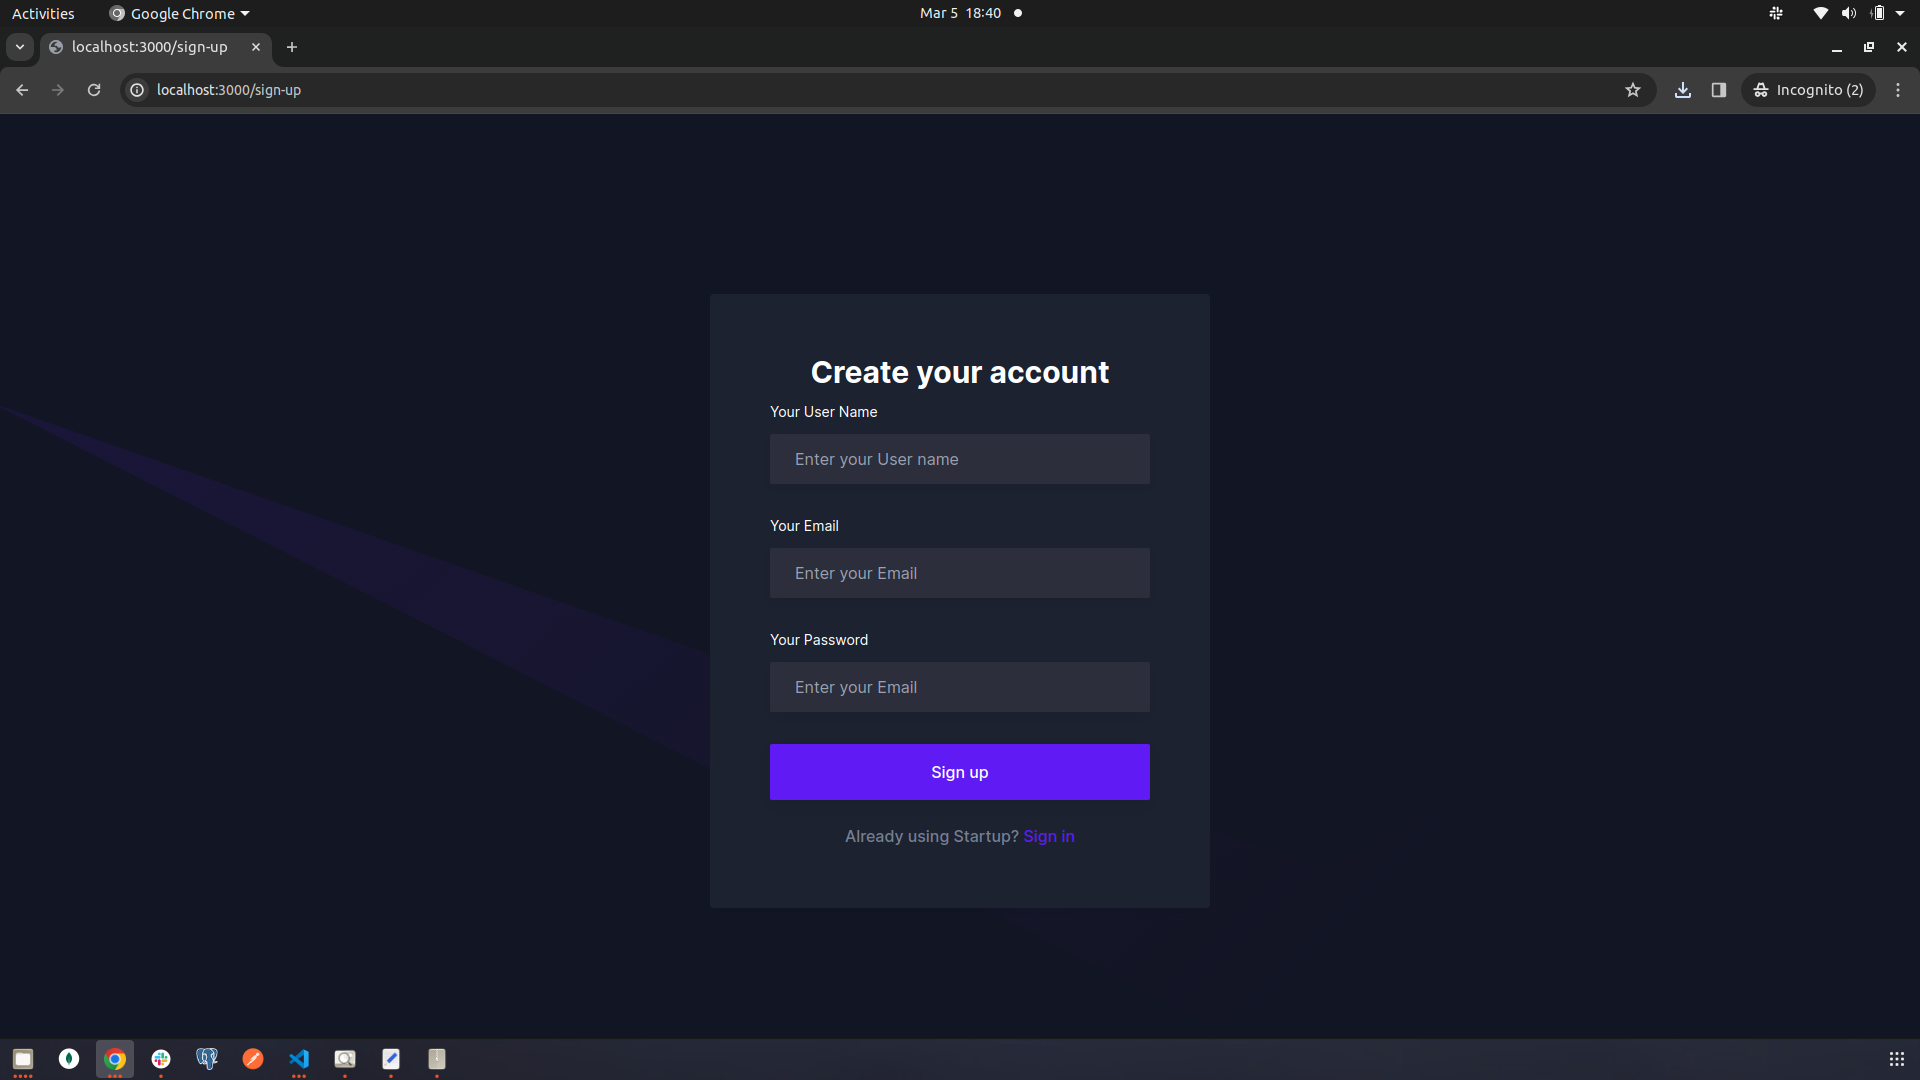 Activities
Google Chrome
Mar 5 18:40
localhost:3000/sign-up
localhost:3000/sign-up
Incognito (2)
Create your account
Your User Name
Enter your User name
Your Email
Enter your Email
Your Password
Enter your Email
Sign up
Already using Startup? Sign in